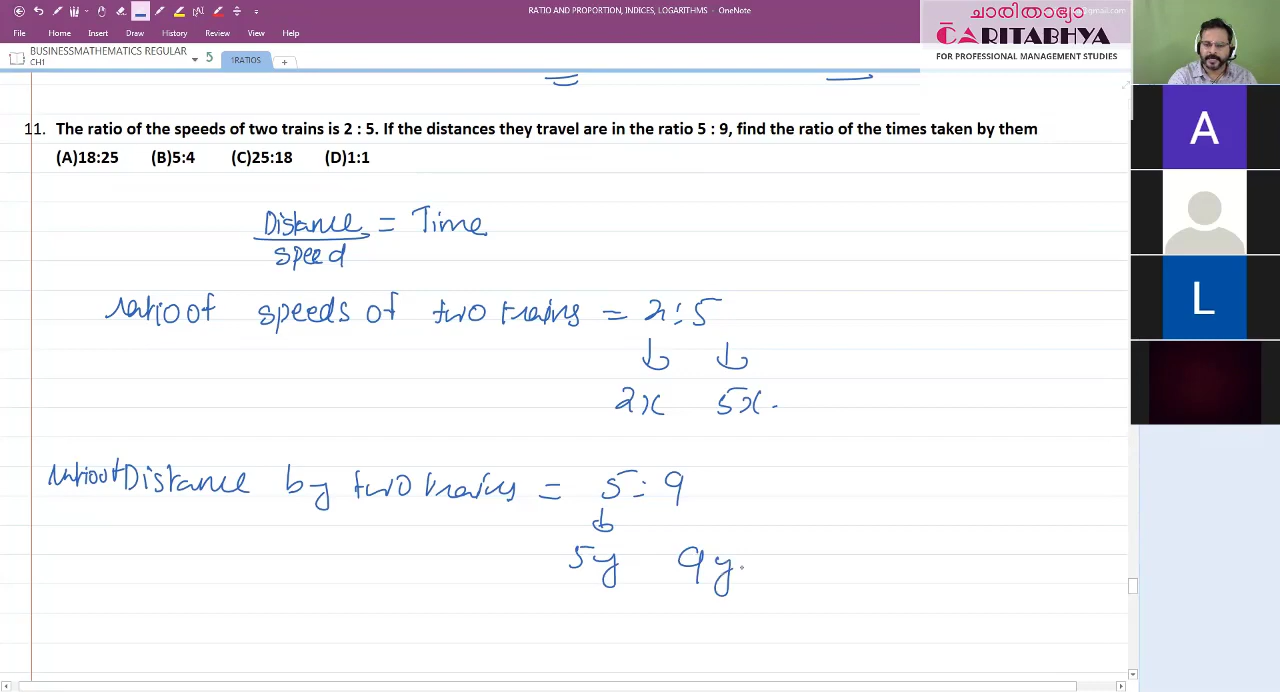 RATIO AND PROPORTION, INDICES, LOGARITHMS - OneNote
@gmail.com
ചാരിതാഭ്യാ
CARITABHYA
FOR PROFESSIONAL MANAGEMENT STUDIES
File Home Insert Draw History Review View Help
BUSINESSMATHEMATICS REGULAR
CH1
5
1RATIOS
11. The ratio of the speeds of two trains is 2 : 5. If the distances they travel are in the ratio 5 : 9, find the ratio of the times taken by them
(A)18:25 (B)5:4 (C)25:18 (D)1:1
Distance = Time
speed
ratio of speeds of two trains = 2:5
2x 5x
ratio of Distance by two trains = 5:9
5y 9y
A
L